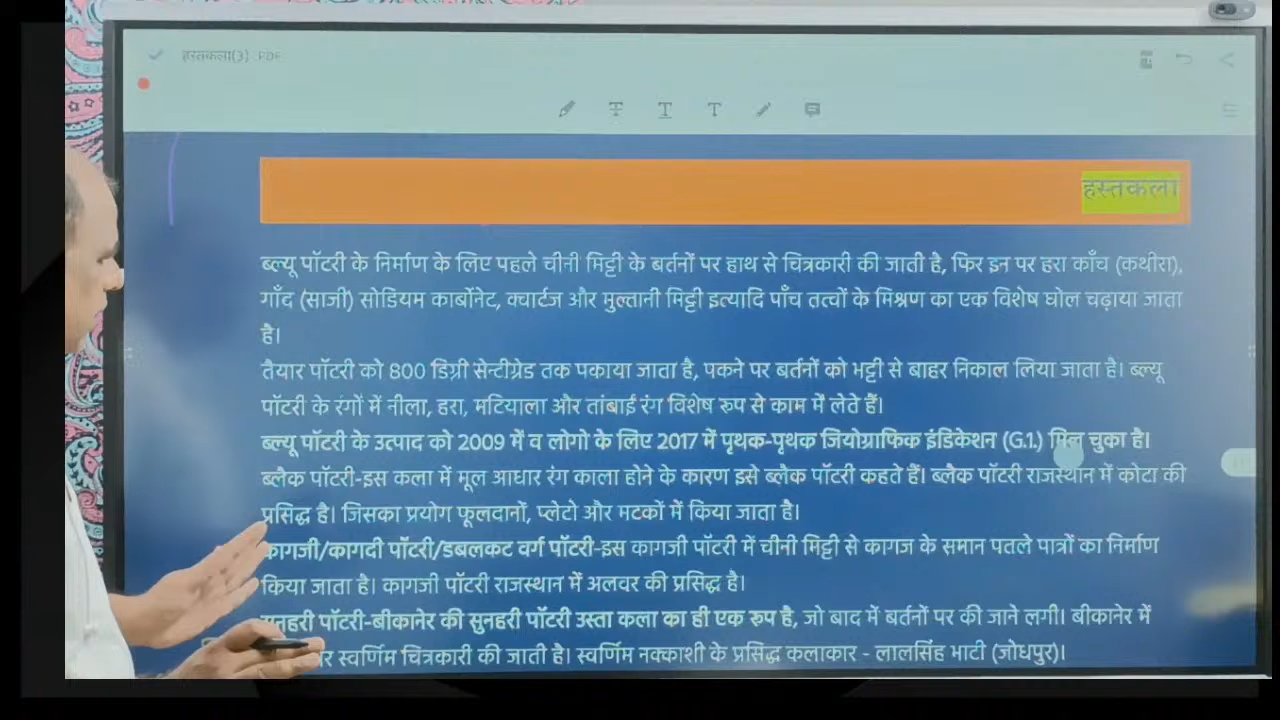 हस्तकला(3) .PDF
हस्तकला
ब्ल्यू पॉटरी के निर्माण के लिए पहले चीनी मिट्टी के बर्तनों पर हाथ से चित्रकारी की जाती है, फिर इन पर हरा काँच (कथीरा),
गाँद (साजी) सोडियम कार्बोनेट, क्वार्टज और मुल्तानी मिट्टी इत्यादि पाँच तत्वों के मिश्रण का एक विशेष घोल चढ़ाया जाता
है।
तैयार पॉटरी को 800 डिग्री सेन्टीग्रेड तक पकाया जाता है, पकने पर बर्तनों को भट्टी से बाहर निकाल लिया जाता है। ब्ल्यू
पॉटरी के रंगों में नीला, हरा, मटियाला और तांबाई रंग विशेष रूप से काम में लेते हैं।
ब्ल्यू पॉटरी के उत्पाद को 2009 में व लोगो के लिए 2017 में पृथक-पृथक जियोग्राफिक इंडिकेशन (G.1.) मिल चुका है।
ब्लैक पॉटरी-इस कला में मूल आधार रंग काला होने के कारण इसे ब्लैक पॉटरी कहते हैं। ब्लैक पॉटरी राजस्थान में कोटा की
प्रसिद्ध है। जिसका प्रयोग फूलदानों, प्लेटो और मटकों में किया जाता है।
कागजी/कागदी पॉटरी/डबलकट वर्ग पॉटरी-इस कागजी पॉटरी में चीनी मिट्टी से कागज के समान पतले पात्रों का निर्माण
किया जाता है। कागजी पॉटरी राजस्थान में अलवर की प्रसिद्ध है।
सुनहरी पॉटरी-बीकानेर की सुनहरी पॉटरी उस्ता कला का ही एक रूप है, जो बाद में बर्तनों पर की जाने लगी। बीकानेर में
स्वर्णिम चित्रकारी की जाती है। स्वर्णिम नक्काशी के प्रसिद्ध कलाकार - लालसिंह भाटी (जोधपुर)।